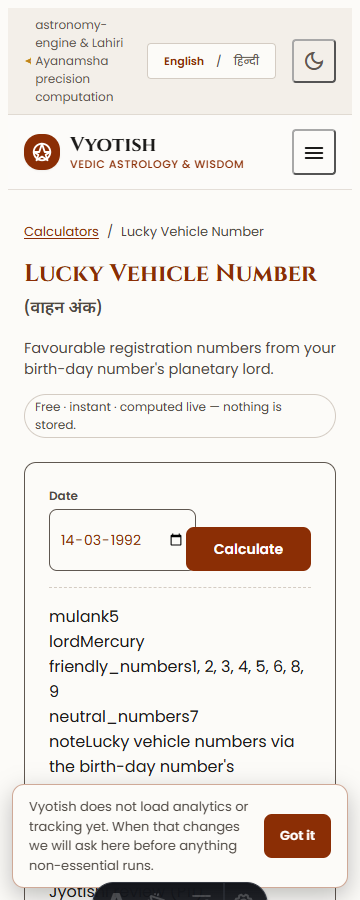 astronomy-
engine & Lahiri
Ayanamsha
precision
computation
English / हिन्दी
Vyotish
VEDIC ASTROLOGY & WISDOM
Calculators / Lucky Vehicle Number
Lucky Vehicle Number
(वाहन अंक)
Favourable registration numbers from your
birth-day number's planetary lord.
Free · instant · computed live — nothing is
stored.
Date
14-03-1992
Calculate
mulank5
lordMercury
friendly_numbers1, 2, 3, 4, 5, 6, 8,
9
neutral_numbers7
noteLucky vehicle numbers via
the birth-day number's
Vyotish does not load analytics or
tracking yet. When that changes
we will ask here before anything
non-essential runs.
Got it